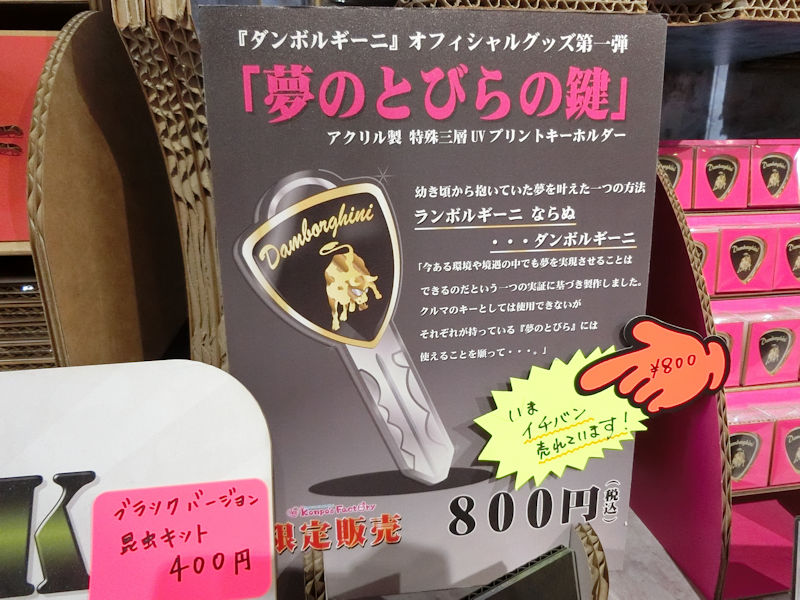 『ダンボルギーニ』オフィシャルグッズ第一弾
「夢のとびらの鍵」
アクリル製 特殊三層UVプリントキーホルダー
幼き頃から抱いていた夢を叶えた一つの方法
ランボルギーニ ならぬ
・・・ダンボルギーニ
「今ある環境や境遇の中でも夢を実現させることは
できるのだという一つの実証に基づき製作しました。
クルマのキーとしては使用できないが
それぞれが持っている『夢のとびら』には
使えることを願って・・・。」
Damborghini
¥800
いま
イチバン
売れています!
Konpo's Factory
限定販売
800円(税込)
K
ブラックバージョン
昆虫キット
400円